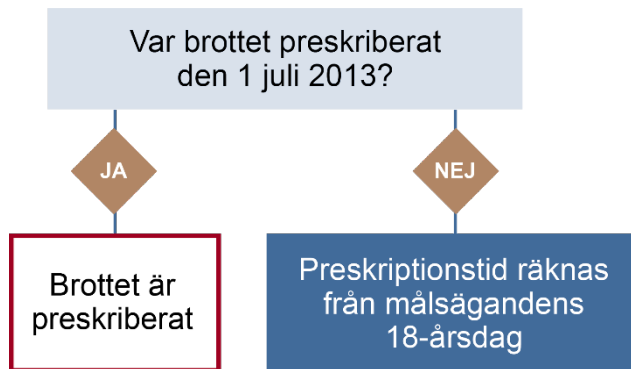 Var brottet preskriberat
den 1 juli 2013?
JA
NEJ
Brottet är
preskriberat
Preskriptionstid räknas
från målsägandens
18-årsdag